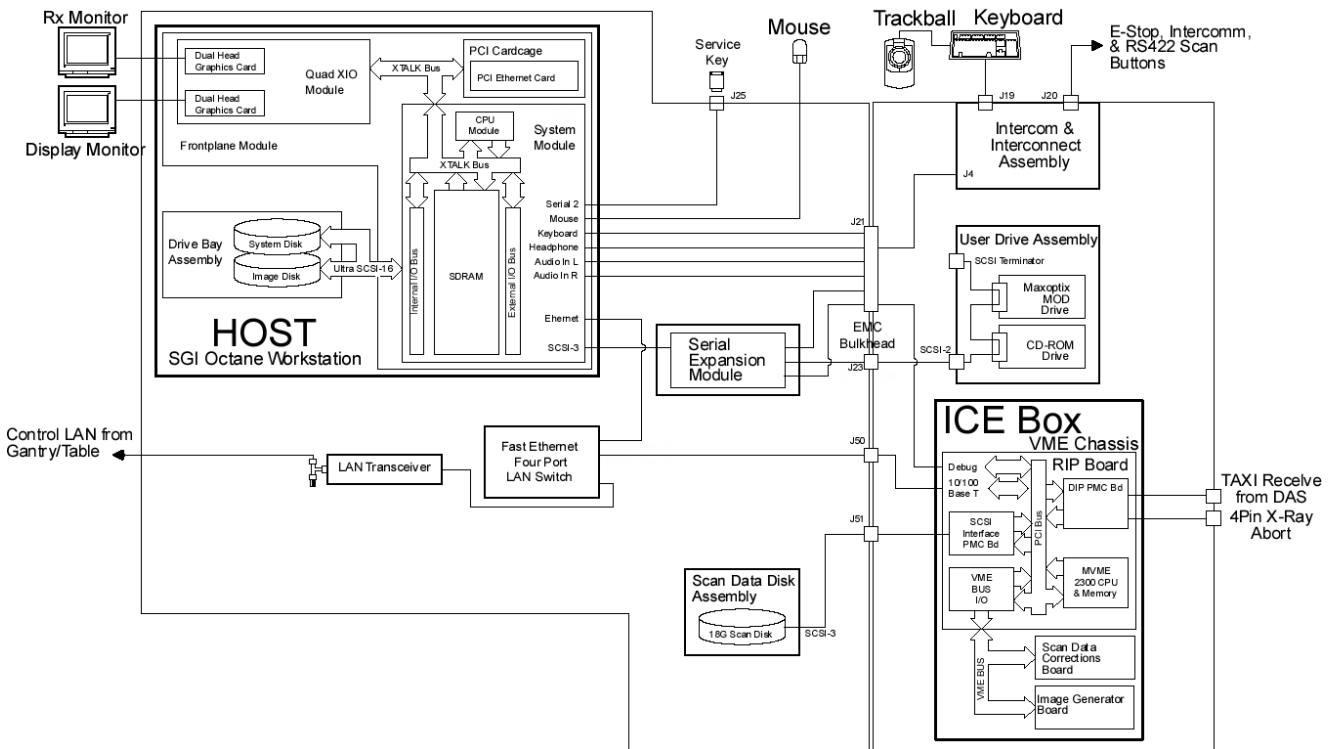 Rx Monitor
Display Monitor
Dual Head
Graphics Card
Dual Head
Graphics Card
Quad XIO
Module
Frontplane Module
XTALK Bus
PCI Cardcage
PCI Ethernet Card
CPU
Module
System
Module
XTALK Bus
Internal I/O Bus
SDRAM
External I/O Bus
Serial 2
Mouse
Keyboard
Headphone
Audio In L
Audio In R
Ehernet
SCSI-3
Drive Bay
Assembly
System Disk
Image Disk
Ultra SCSI-16
HOST
SGI Octane Workstation
Service
Key
J25
Mouse
Trackball
Keyboard
E-Stop, Intercomm,
& RS422 Scan
Buttons
J19
J20
Intercom &
Interconnect
Assembly
J4
J21
User Drive Assembly
SCSI Terminator
Maxoptix
MOD
Drive
CD-ROM
Drive
EMC
Bulkhead
SCSI-2
J23
Serial
Expansion
Module
Control LAN from
Gantry/Table
LAN Transceiver
Fast Ethernet
Four Port
LAN Switch
J50
J51
Scan Data Disk
Assembly
18G Scan Disk
SCSI-3
ICE Box
VME Chassis
RIP Board
Debug
10/100
Base T
DIP PMC Bd
PCI Bus
SCSI
Interface
PMC Bd
VME
BUS
I/O
MVME
2300 CPU
& Memory
VME BUS
Scan Data
Corrections
Board
Image Generator
Board
TAXI Receive
from DAS
4Pin X-Ray
Abort